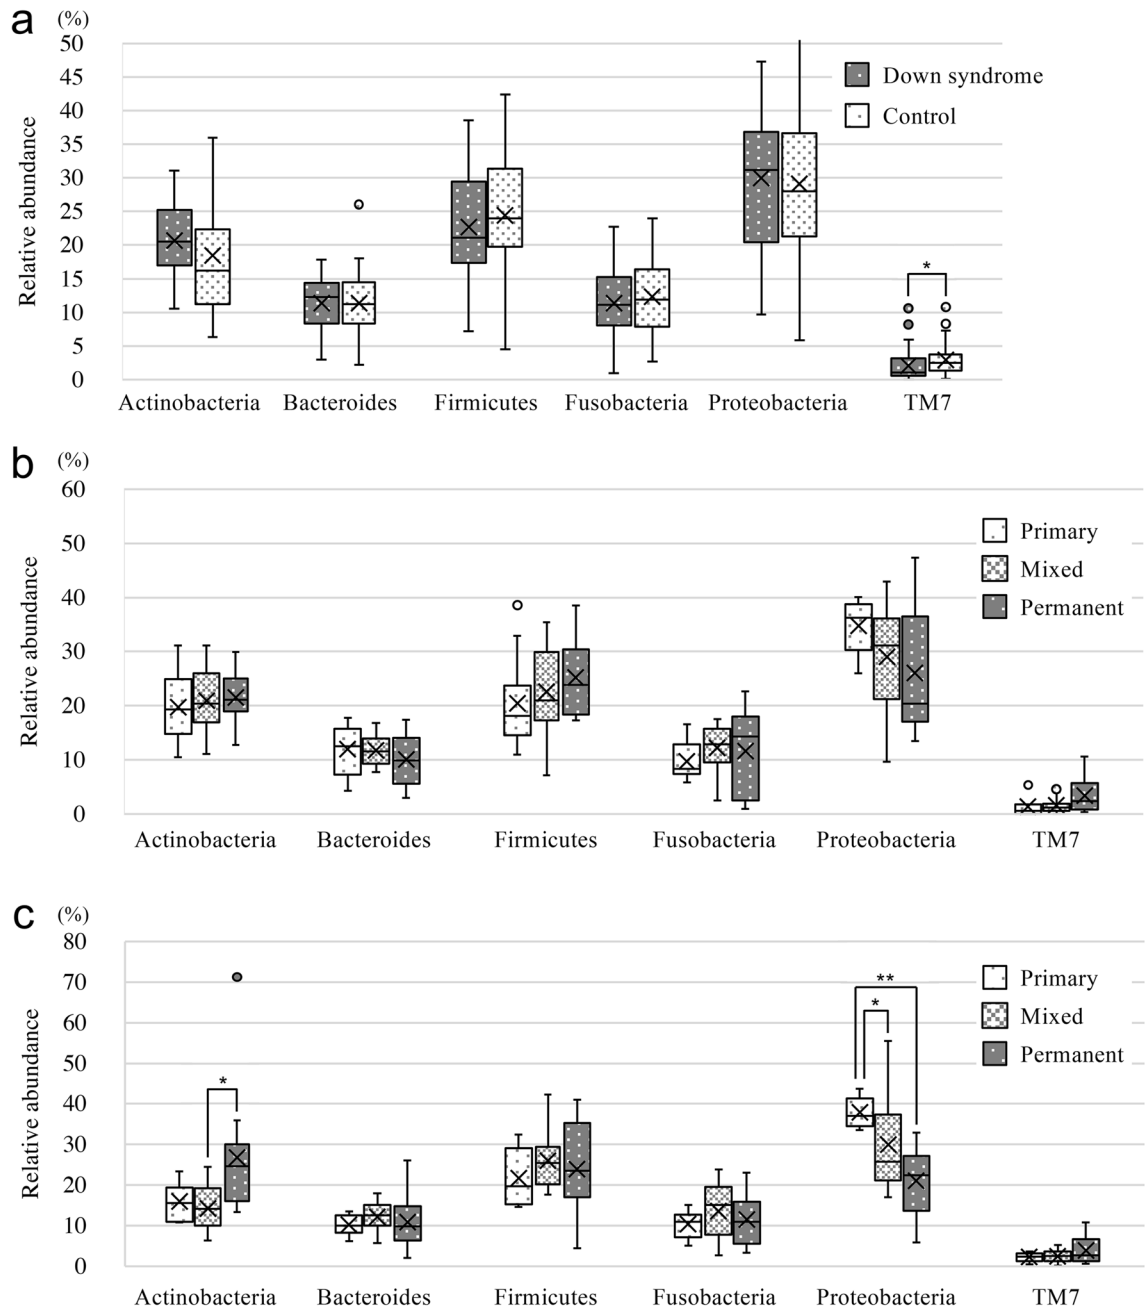 a
(%)
Relative abundance
50
45
40
35
30
25
20
15
10
5
0
Down syndrome
Control
*
Actinobacteria Bacteroides Firmicutes Fusobacteria Proteobacteria TM7
b
(%)
Relative abundance
60
50
40
30
20
10
0
Primary
Mixed
Permanent
Actinobacteria Bacteroides Firmicutes Fusobacteria Proteobacteria TM7
c
(%)
Relative abundance
80
70
60
50
40
30
20
10
0
*
**
*
Primary
Mixed
Permanent
Actinobacteria Bacteroides Firmicutes Fusobacteria Proteobacteria TM7